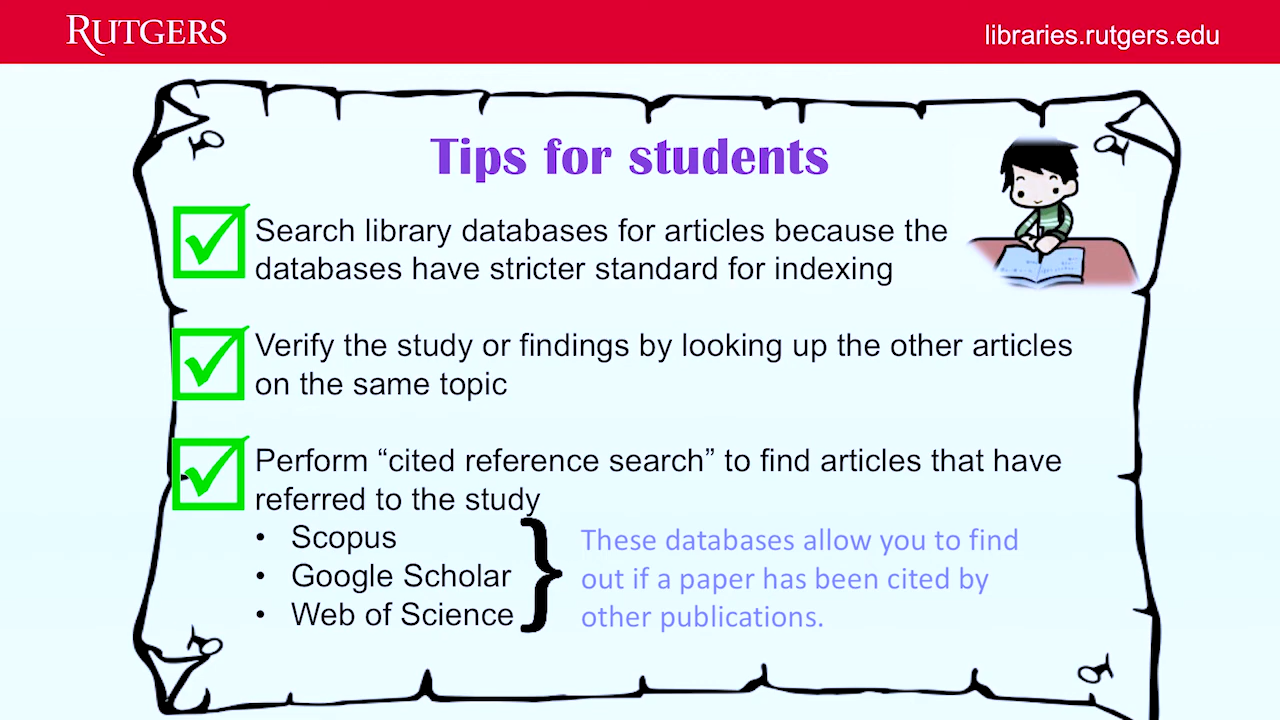 RUTGERS
libraries.rutgers.edu
Tips for students
Search library databases for articles because the
databases have stricter standard for indexing
Verify the study or findings by looking up the other articles
on the same topic
Perform “cited reference search” to find articles that have
referred to the study
• Scopus
• Google Scholar
• Web of Science
These databases allow you to find
out if a paper has been cited by
other publications.